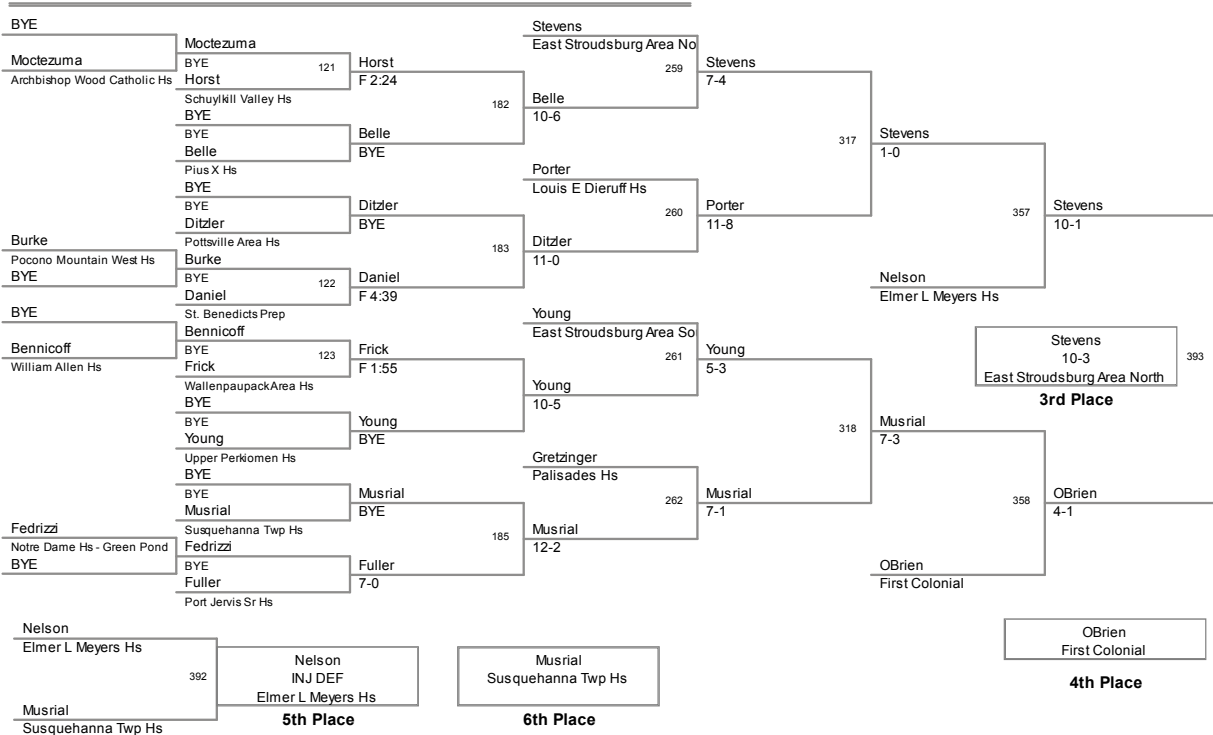 BYE
Moctezuma
Archbishop Wood Catholic Hs
Burke
Pocono Mountain West Hs
BYE
BYE
Bennicoff
William Allen Hs
Fedrizzi
Notre Dame Hs - Green Pond
BYE
Moctezuma
BYE
121
Horst
Schuylkill Valley Hs
BYE
BYE
Belle
Pius X Hs
BYE
BYE
Ditzler
Pottsville Area Hs
Burke
BYE
122
Daniel
St. Benedicts Prep
Bennicoff
BYE
123
Frick
Wallenpaupack Area Hs
BYE
BYE
Young
Upper Perkiomen Hs
BYE
BYE
Musrial
Susquehanna Twp Hs
Fedrizzi
BYE
Fuller
Port Jervis Sr Hs
Horst
F 2:24
182
Belle
BYE
Ditzler
BYE
183
Daniel
F 4:39
Frick
F 1:55
Young
BYE
Musrial
BYE
185
Fuller
7-0
Stevens
East Stroudsburg Area No
259
Belle
10-6
Porter
Louis E Dieruff Hs
260
Ditzler
11-0
Young
East Stroudsburg Area So
261
Young
10-5
Gretzinger
Palisades Hs
262
Musrial
12-2
Stevens
7-4
317
Porter
11-8
Young
5-3
318
Musrial
7-1
Stevens
1-0
357
Nelson
Elmer L Meyers Hs
Musrial
7-3
358
OBrien
First Colonial
Stevens
10-1
OBrien
4-1
Stevens
10-3
393
East Stroudsburg Area North
3rd Place
OBrien
First Colonial
4th Place
Nelson
Elmer L Meyers Hs
392
Musrial
Susquehanna Twp Hs
Nelson
INJ DEF
Elmer L Meyers Hs
5th Place
Musrial
Susquehanna Twp Hs
6th Place